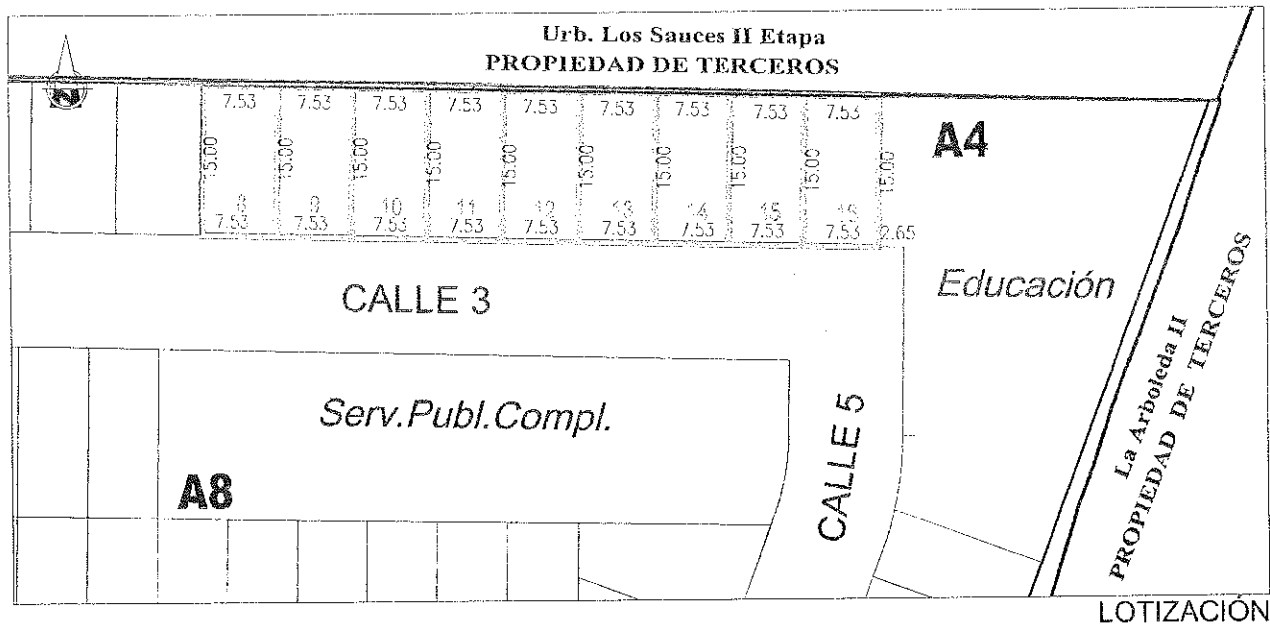 Urb. Los Sauces II Etapa
PROPIEDAD DE TERCEROS
N
7.53 7.53 7.53 7.53 7.53 7.53 7.53 7.53 7.53
A4
15.00 15.00 15.00 15.00 15.00 15.00 15.00 15.00 15.00 15.00
8 9 10 11 12 13 14 15 16
7.53 7.53 7.53 7.53 7.53 7.53 7.53 7.53 7.53 2.65
CALLE 3
Educación
La Arboleda II
PROPIEDAD DE TERCEROS
Serv.Publ.Compl.
CALLE 5
A8
LOTIZACIÓN